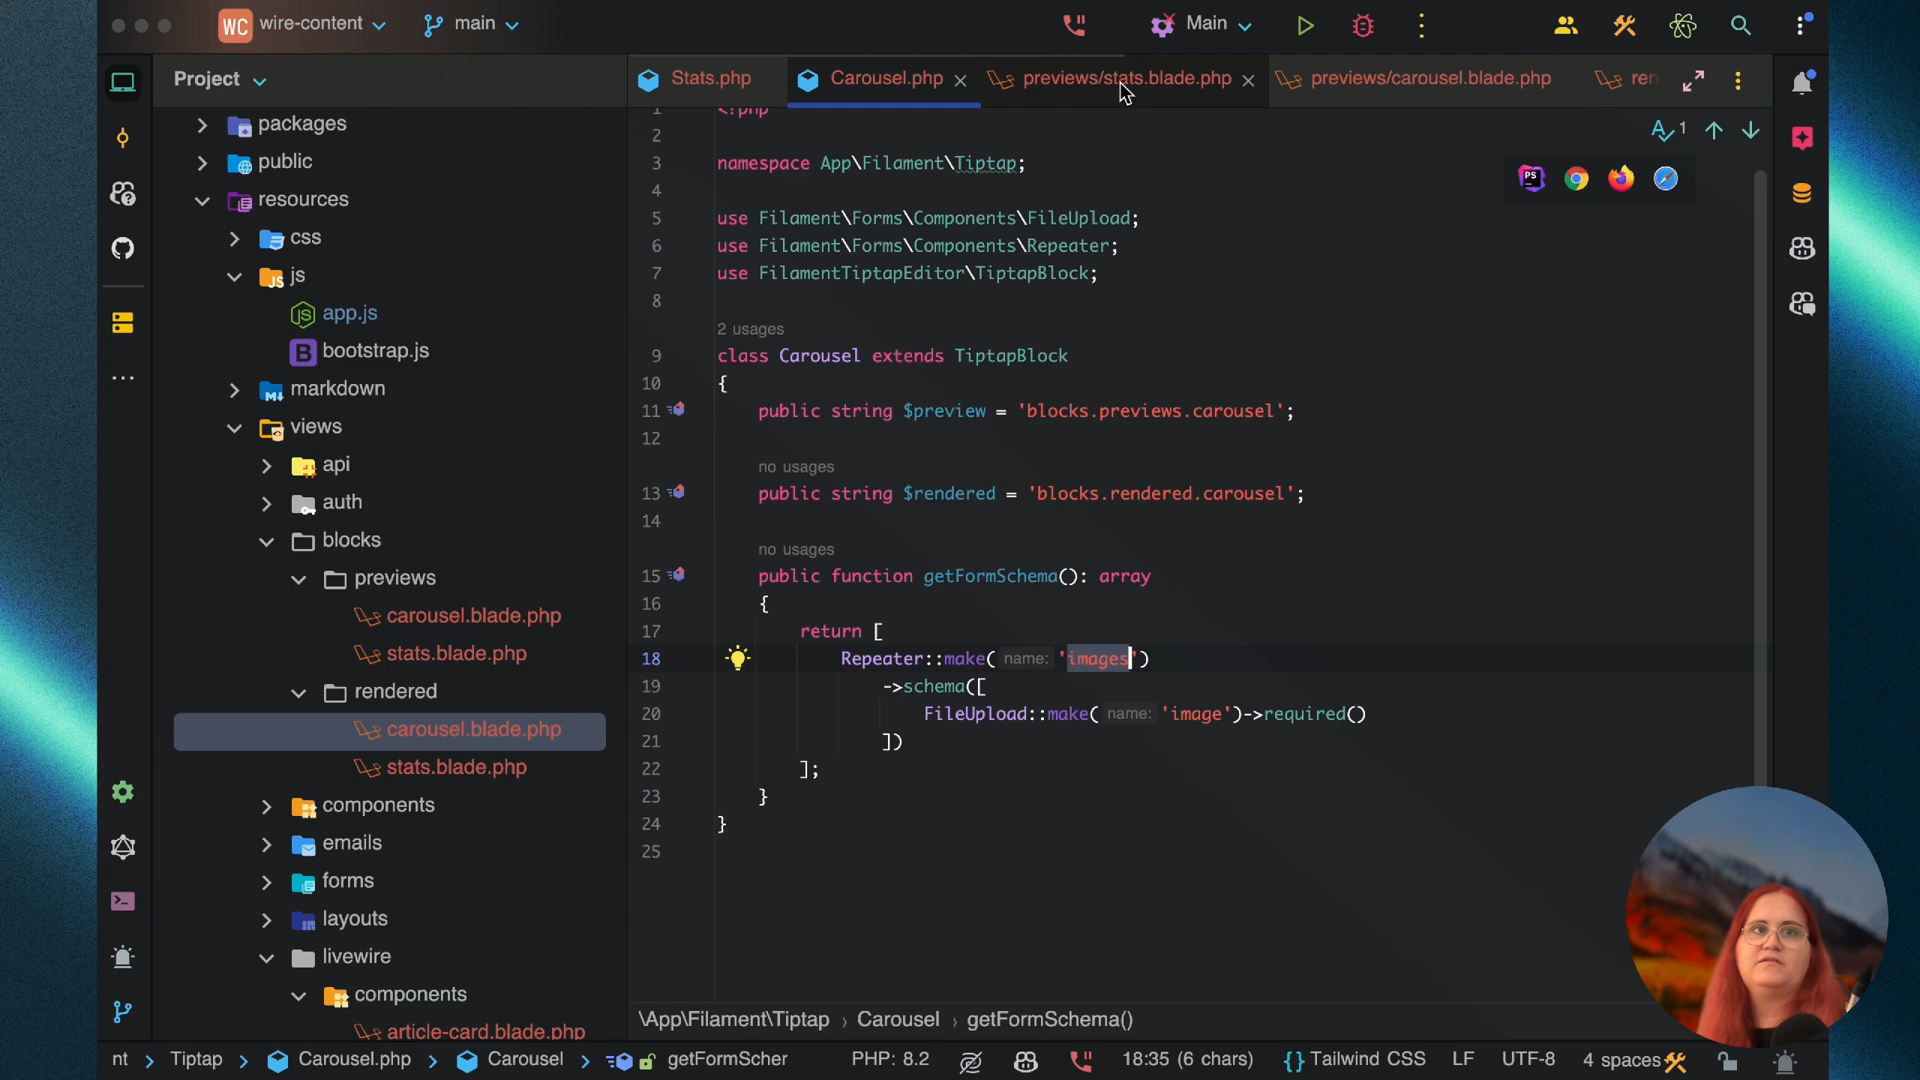 WC wire-content main Main
Project Stats.php Carousel.php previews/stats.blade.php previews/carousel.blade.php ren
packages
public
resources
css
js
app.js
bootstrap.js
markdown
views
api
auth
blocks
previews
carousel.blade.php
stats.blade.php
rendered
carousel.blade.php
stats.blade.php
components
emails
forms
layouts
livewire
components
article-card.blade.php
1 <?php
1
2
3 namespace App\Filament\Tiptap;
4
5 use Filament\Forms\Components\FileUpload;
6 use Filament\Forms\Components\Repeater;
7 use FilamentTiptapEditor\TiptapBlock;
8
2 usages
9 class Carousel extends TiptapBlock
10 {
11 public string $preview = 'blocks.previews.carousel';
12
no usages
13 public string $rendered = 'blocks.rendered.carousel';
14
no usages
15 public function getFormSchema(): array
16 {
17 return [
18 Repeater::make( name: 'images')
19 ->schema([
20 FileUpload::make( name: 'image')->required()
21 ])
22 ];
23 }
24 }
25
PS
\App\Filament\Tiptap › Carousel › getFormSchema()
nt › Tiptap › Carousel.php › Carousel › getFormScher PHP: 8.2 18:35 (6 chars) {} Tailwind CSS LF UTF-8 4 spaces